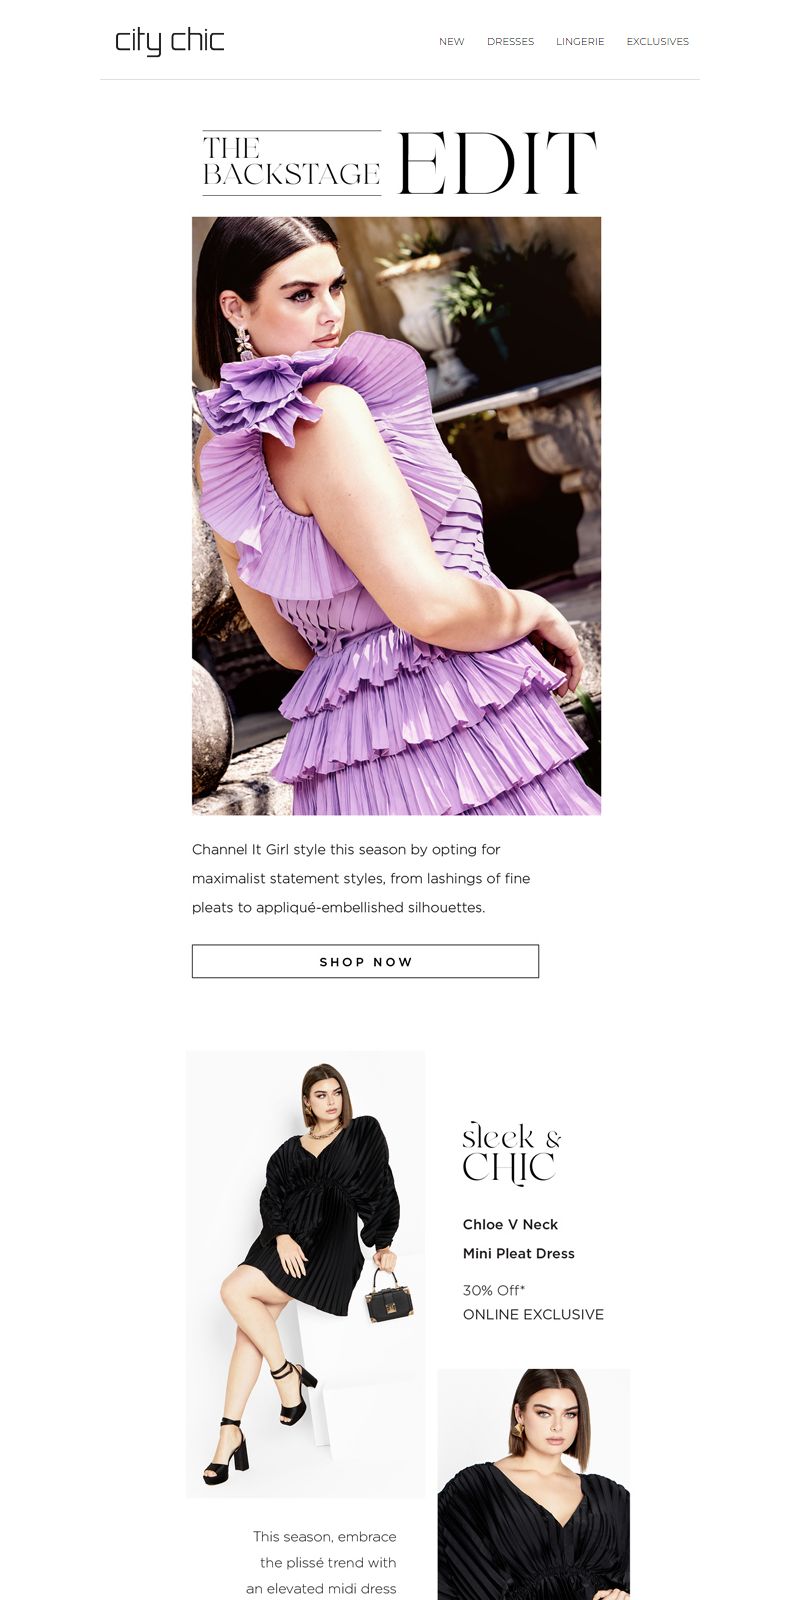 city chic
NEW DRESSES LINGERIE EXCLUSIVES
THE
BACKSTAGE EDIT
Channel It Girl style this season by opting for
maximalist statement styles, from lashings of fine
pleats to appliqué-embellished silhouettes.
SHOP NOW
sleek &
CHIC
Chloe V Neck
Mini Pleat Dress
30% Off*
ONLINE EXCLUSIVE
This season, embrace
the plissé trend with
an elevated midi dress